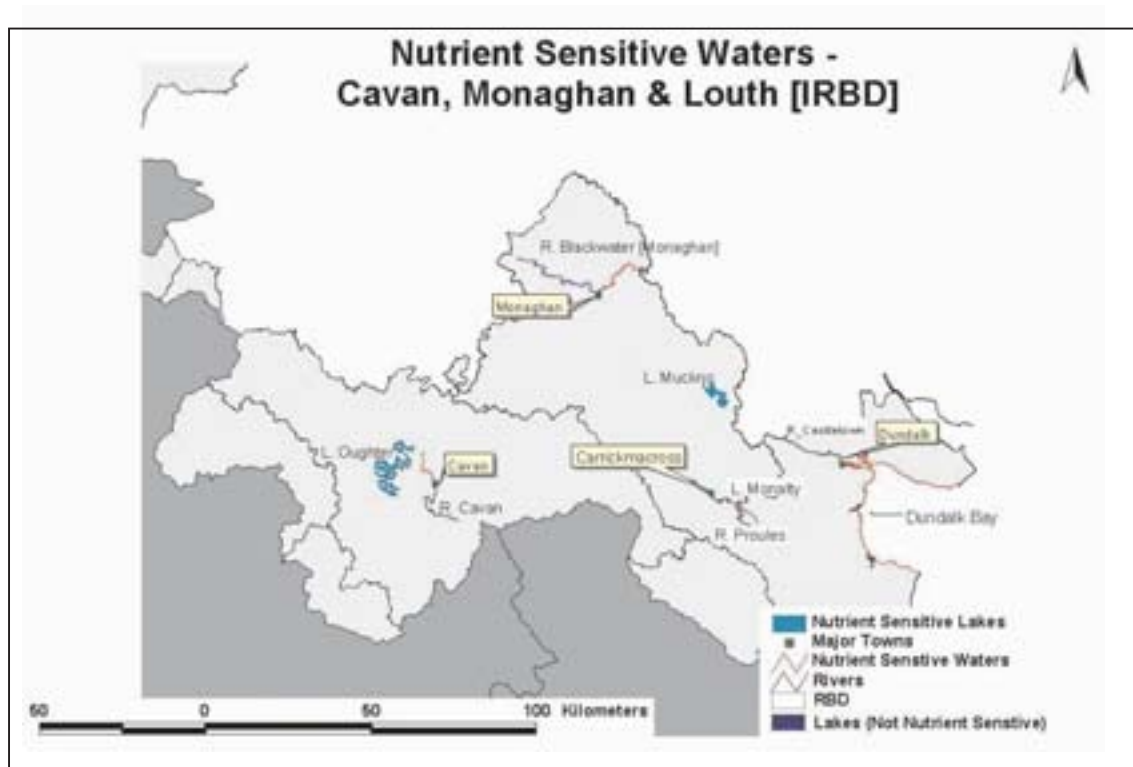 Nutrient Sensitive Waters -
Cavan, Monaghan & Louth [IRBD]
R. Blackwater [Monaghan]
Monaghan
L. Muckno
R_Castletown
Dundalk
L. Oughter
Cavan
Carrickmacross
L. Monalty
R. Cavan
Dundalk Bay
R. Proules
Nutrient Sensitive Lakes
Major Towns
Nutrient Senstive Waters
Rivers
RBD
Lakes (Not Nutrient Senstive)
50 0 50 100 Kilometers